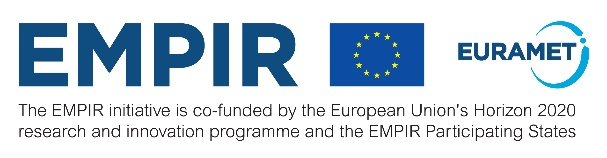 EMPIR EURAMET
The EMPIR initiative is co-funded by the European Union's Horizon 2020
research and innovation programme and the EMPIR Participating States